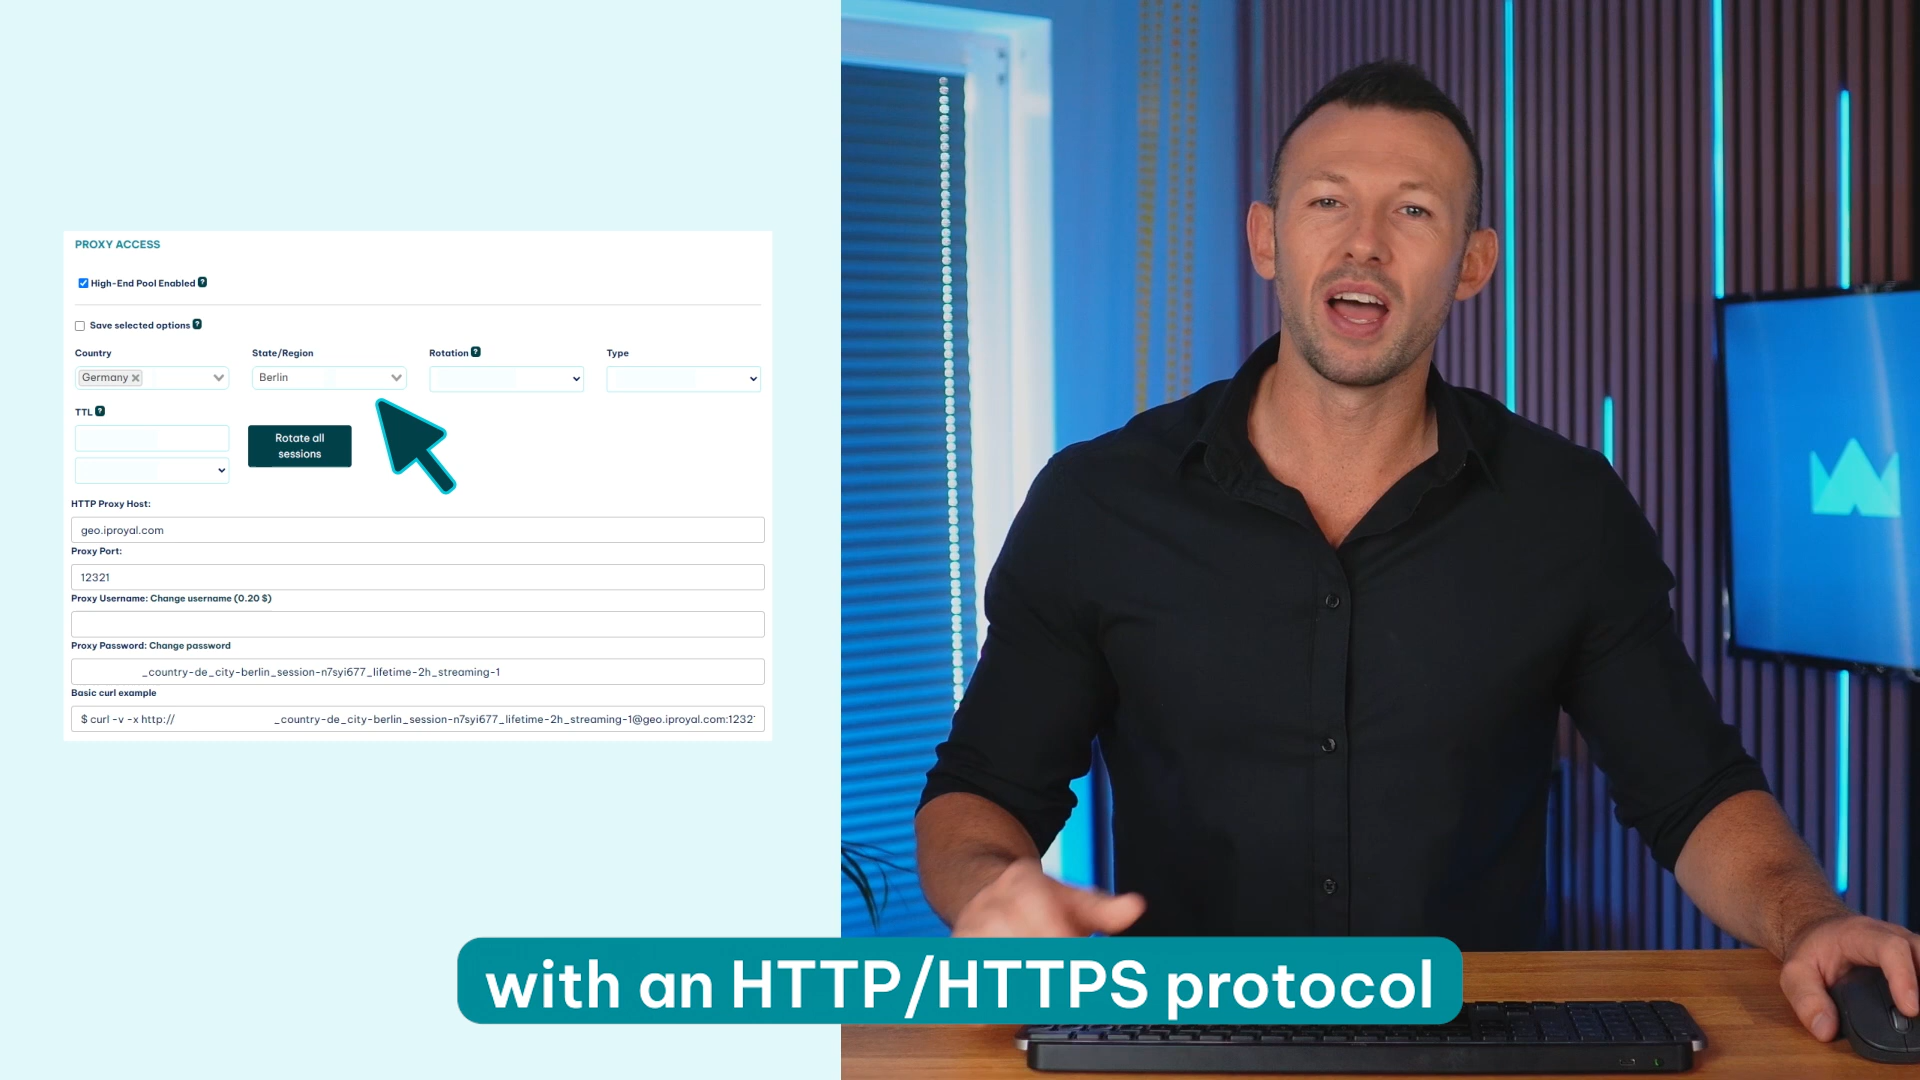 PROXY ACCESS
High-End Pool Enabled ?
Save selected options ?
Country
State/Region
Rotation ?
Type
Germany ×
Berlin
TTL ?
Rotate all
sessions
HTTP Proxy Host:
geo.iproyal.com
Proxy Port:
12321
Proxy Username: Change username (0.20 $)
Proxy Password: Change password
_country-de_city-berlin_session-n7syi677_lifetime-2h_streaming-1
Basic curl example
$ curl -v -x http:// _country-de_city-berlin_session-n7syi677_lifetime-2h_streaming-1@geo.iproyal.com:1232
with an HTTP/HTTPS protocol